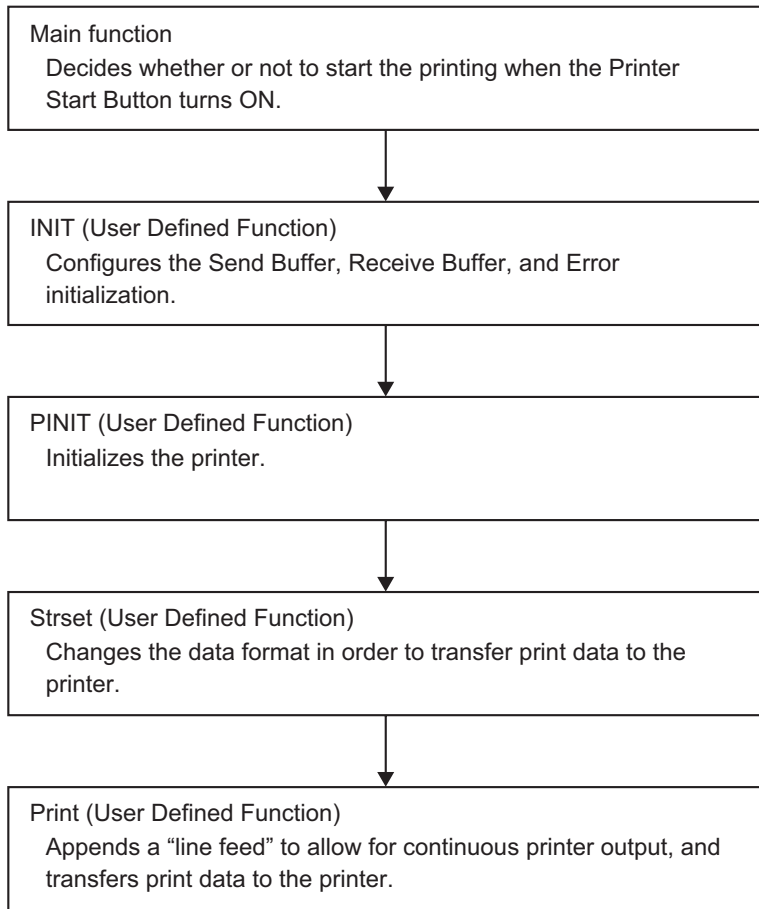 Main function
Decides whether or not to start the printing when the Printer
Start Button turns ON.
INIT (User Defined Function)
Configures the Send Buffer, Receive Buffer, and Error
initialization.
PINIT (User Defined Function)
Initializes the printer.
Strset (User Defined Function)
Changes the data format in order to transfer print data to the
printer.
Print (User Defined Function)
Appends a “line feed” to allow for continuous printer output, and
transfers print data to the printer.